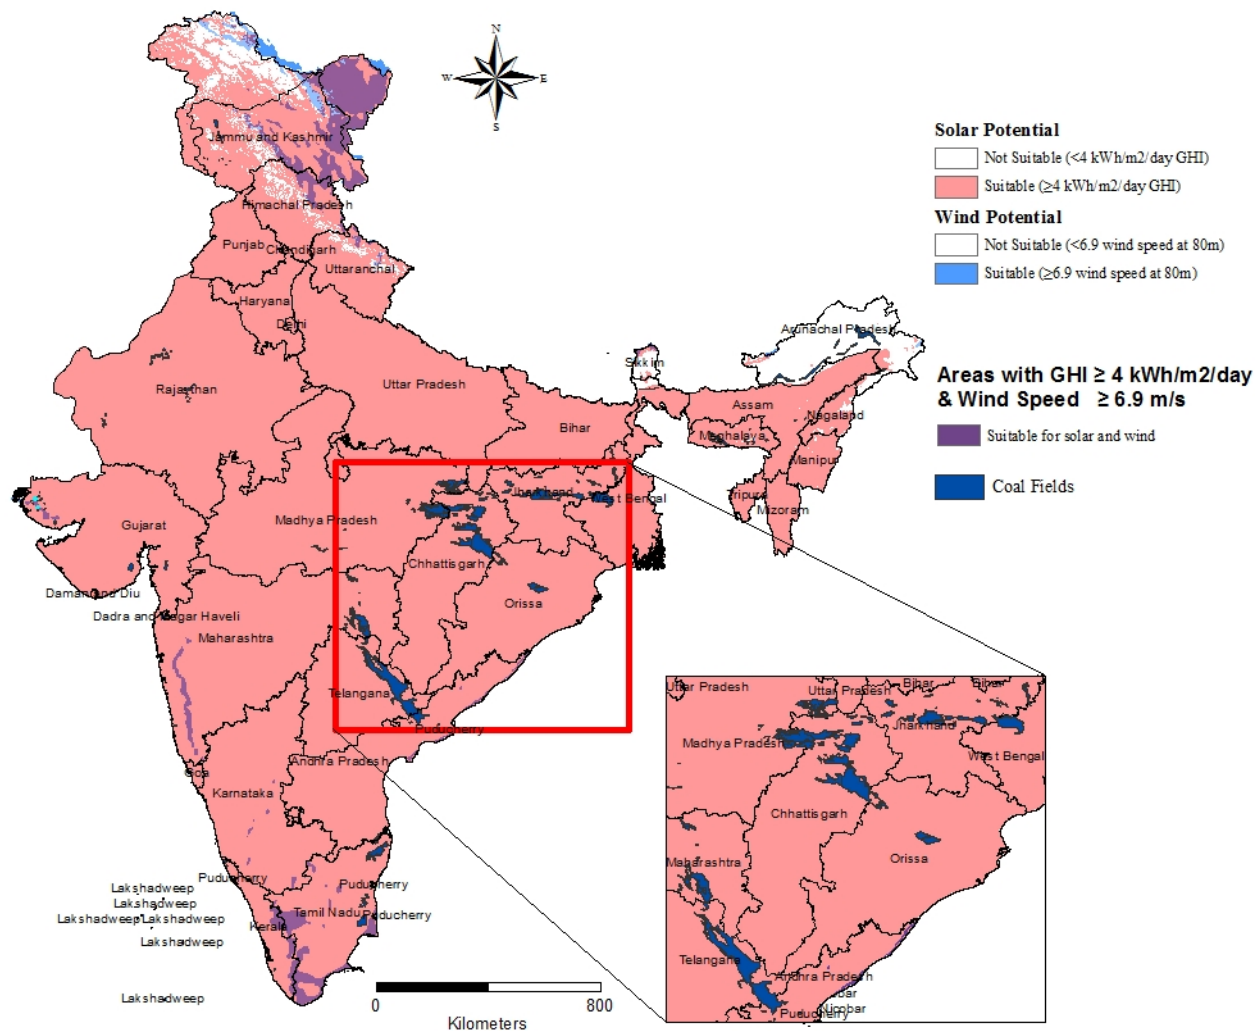 N
W
E
S
Solar Potential
Not Suitable (<4 kWh/m2/day GHI)
Suitable (≥4 kWh/m2/day GHI)
Wind Potential
Not Suitable (<6.9 wind speed at 80m)
Suitable (≥6.9 wind speed at 80m)
Areas with GHI ≥ 4 kWh/m2/day
& Wind Speed ≥ 6.9 m/s
Suitable for solar and wind
Coal Fields
Jammu and Kashmir
Himachal Pradesh
Punjab
Chandigarh
Uttaranchal
Haryana
Delhi
Rajasthan
Uttar Pradesh
Sikkim
Arunachal Pradesh
Assam
Nagaland
Bihar
Meghalaya
Manipur
Jharkhand
West Bengal
Tripura
Mizoram
Gujarat
Madhya Pradesh
Chhattisgarh
Daman and Diu
Dadra and Nagar Haveli
Orissa
Maharashtra
Telangana
Puducherry
Andhra Pradesh
Goa
Karnataka
Puducherry
Puducherry
Lakshadweep
Lakshadweep
Lakshadweep
Lakshadweep
Lakshadweep
Lakshadweep
Kerala
Tamil Nadu
Puducherry
0
800
Kilometers
Uttar Pradesh
Uttar Pradesh
Bihar
Bihar
Madhya Pradesh
Jharkhand
West Bengal
Chhattisgarh
Maharashtra
Orissa
Telangana
Andhra Pradesh
bar
Nicobar
Puducherry